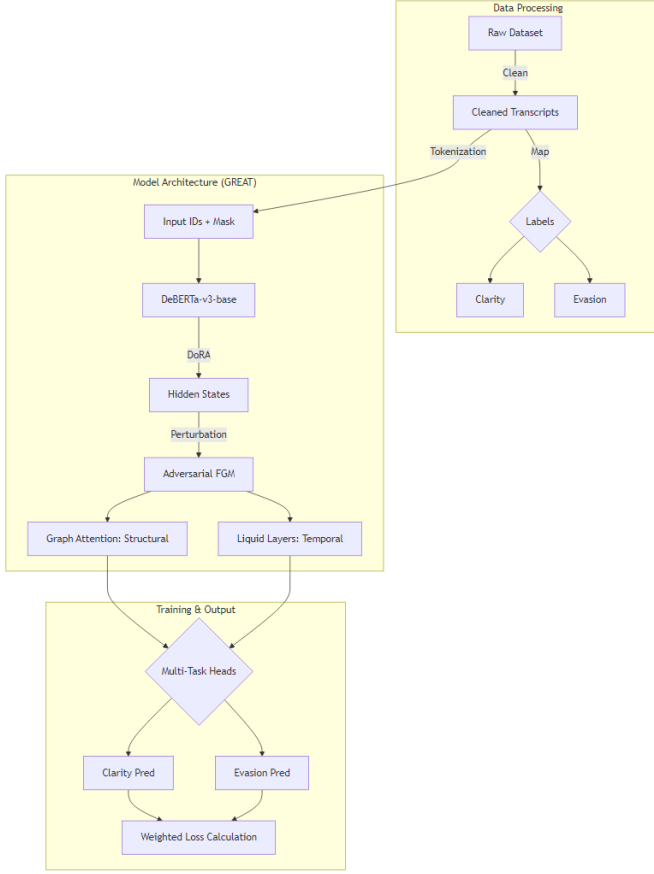 Data Processing
Raw Dataset
Clean
Cleaned Transcripts
Tokenization
Map
Labels
Clarity
Evasion
Model Architecture (GREAT)
Input IDs + Mask
DeBERTa-v3-base
DoRA
Hidden States
Perturbation
Adversarial FGM
Graph Attention: Structural
Liquid Layers: Temporal
Training & Output
Multi-Task Heads
Clarity Pred
Evasion Pred
Weighted Loss Calculation